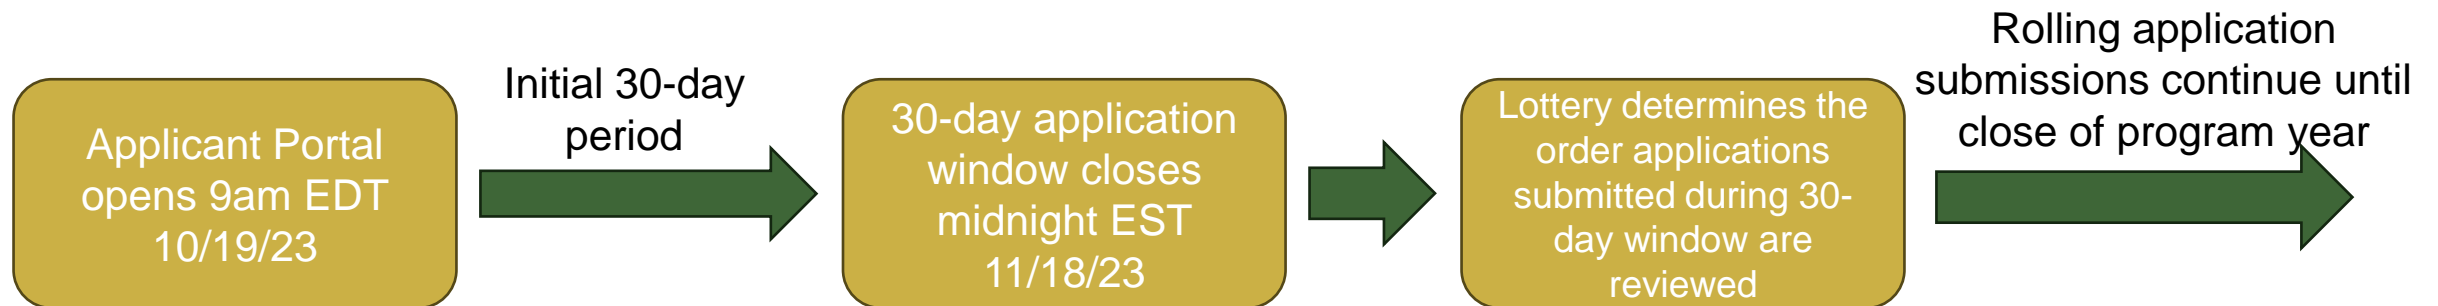 Applicant Portal
opens 9am EDT
10/19/23
Initial 30-day
period
30-day application
window closes
midnight EST
11/18/23
Lottery determines the
order applications
submitted during 30-
day window are
reviewed
Rolling application
submissions continue until
close of program year